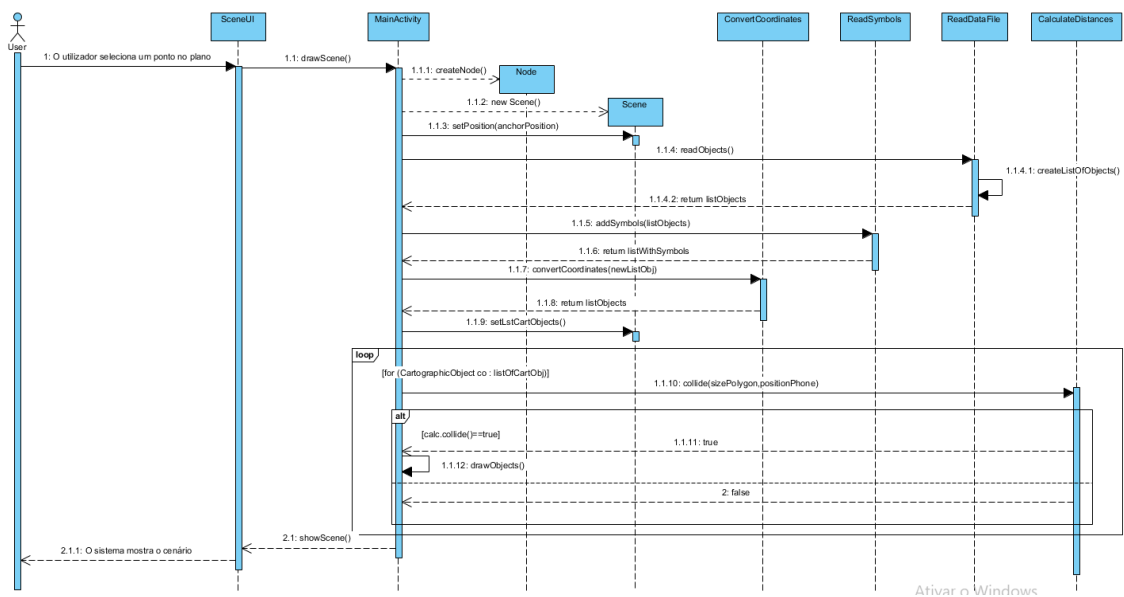 SceneUI
MainActivity
ConvertCoordinates
ReadSymbols
ReadDataFile
CalculateDistances
User
1: O utilizador seleciona um ponto no plano
1.1: drawScene()
1.1.1: createNode()
Node
1.1.2: new Scene()
Scene
1.1.3: setPosition(anchorPosition)
1.1.4: readObjects()
1.1.4.1: createListOfObjects()
1.1.4.2: return listObjects
1.1.5: addSymbols(listObjects)
1.1.6: return listWithSymbols
1.1.7: convertCoordinates(newListObj)
1.1.8: return listObjects
1.1.9: setLstCartObjects()
loop
[for (CartographicObject co : listOfCartObj)]
1.1.10: collide(sizePolygon,positionPhone)
alt
[calc.collide()==true]
1.1.11: true
1.1.12: drawObjects()
2: false
2.1: showScene()
2.1.1: O sistema mostra o cenário
Ativar o Windows